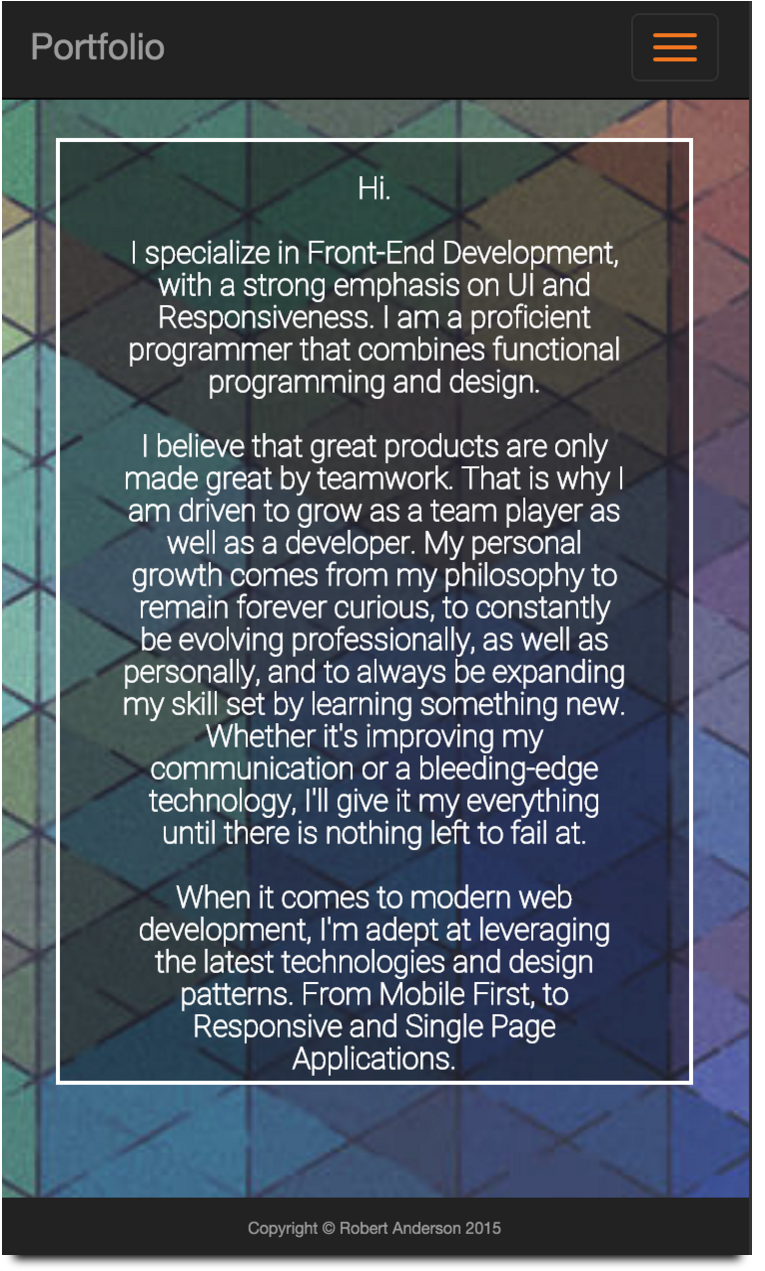 Portfolio
Hi.
I specialize in Front-End Development,
with a strong emphasis on UI and
Responsiveness. I am a proficient
programmer that combines functional
programming and design.
I believe that great products are only
made great by teamwork. That is why I
am driven to grow as a team player as
well as a developer. My personal
growth comes from my philosophy to
remain forever curious, to constantly
be evolving professionally, as well as
personally, and to always be expanding
my skill set by learning something new.
Whether it's improving my
communication or a bleeding-edge
technology, I'll give it my everything
until there is nothing left to fail at.
When it comes to modern web
development, I'm adept at leveraging
the latest technologies and design
patterns. From Mobile First, to
Responsive and Single Page
Applications.
Copyright © Robert Anderson 2015